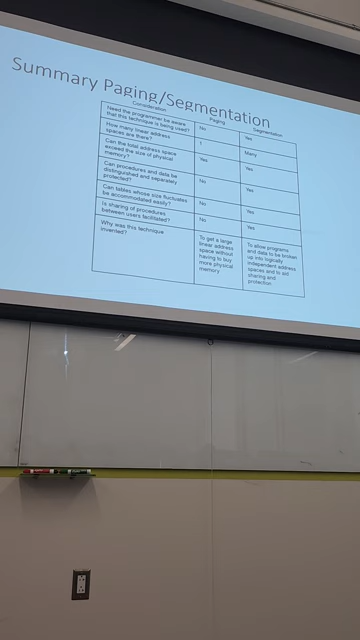 Summary Paging/Segmentation
Consideration Paging Segmentation
Need the programmer be aware
that this technique is being used? No Yes
How many linear address
spaces are there? 1 Many
Can the total address space
exceed the size of physical
memory? Yes Yes
Can procedures and data be
distinguished and separately
protected? No Yes
Can tables whose size fluctuates
be accommodated easily? No Yes
Is sharing of procedures
between users facilitated? No Yes
Why was this technique
invented?
To get a large
linear address
space without
having to buy
more physical
memory
To allow programs
and data to be broken
up into logically
independent address
spaces and to aid
sharing and
protection